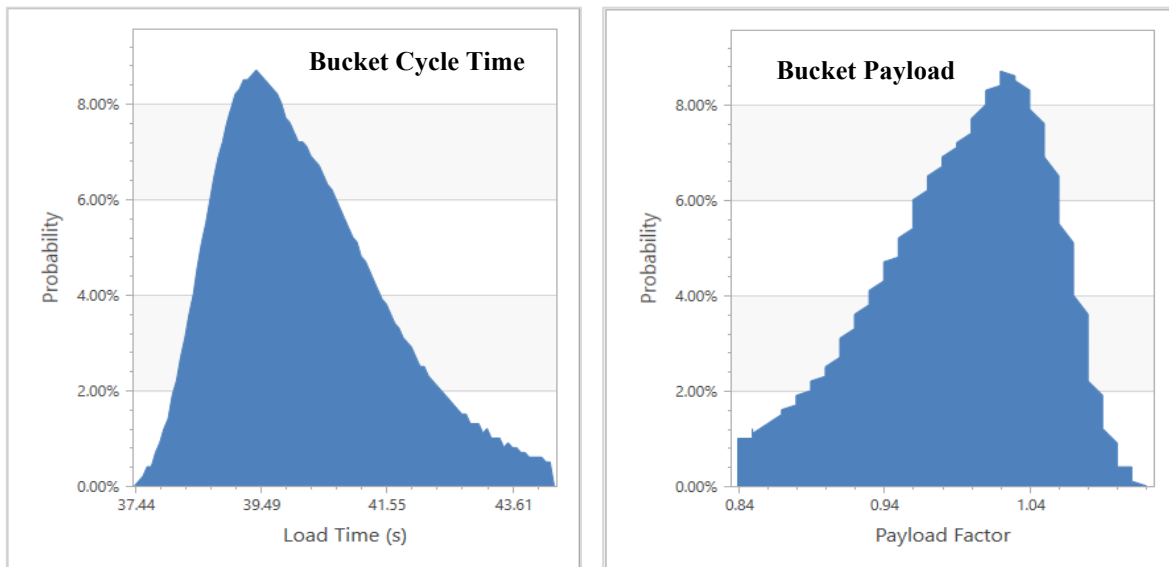 Bucket Cycle Time
8.00%
6.00%
4.00%
2.00%
0.00%
Probability
37.44 39.49 41.55 43.61
Load Time (s)
Bucket Payload
8.00%
6.00%
4.00%
2.00%
0.00%
Probability
0.84 0.94 1.04
Payload Factor